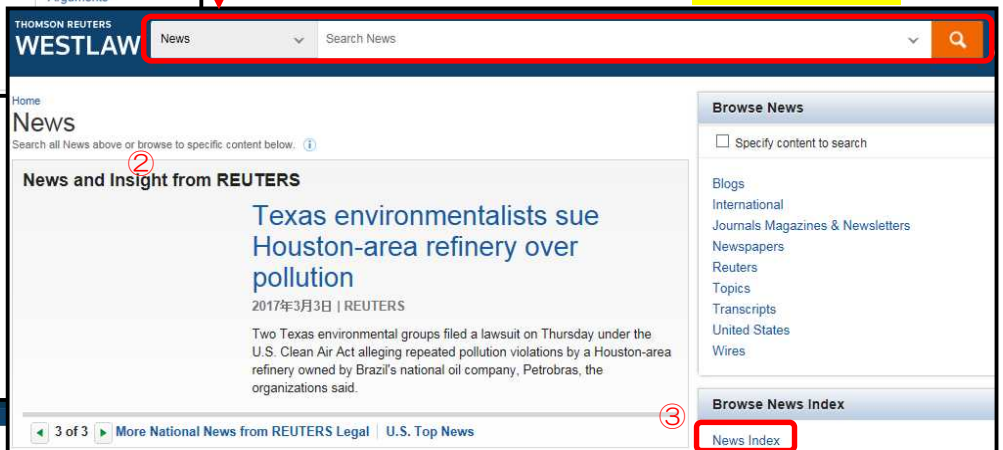 Arguments
THOMSON REUTERS
WESTLAW
News
Search News
Home
News
Search all News above or browse to specific content below.
②
News and Insight from REUTERS
Texas environmentalists sue
Houston-area refinery over
pollution
2017年3月3日 | REUTERS
Two Texas environmental groups filed a lawsuit on Thursday under the
U.S. Clean Air Act alleging repeated pollution violations by a Houston-area
refinery owned by Brazil's national oil company, Petrobras, the
organizations said.
3 of 3 More National News from REUTERS Legal | U.S. Top News
Browse News
Specify content to search
Blogs
International
Journals Magazines & Newsletters
Newspapers
Reuters
Topics
Transcripts
United States
Wires
Browse News Index
③
News Index